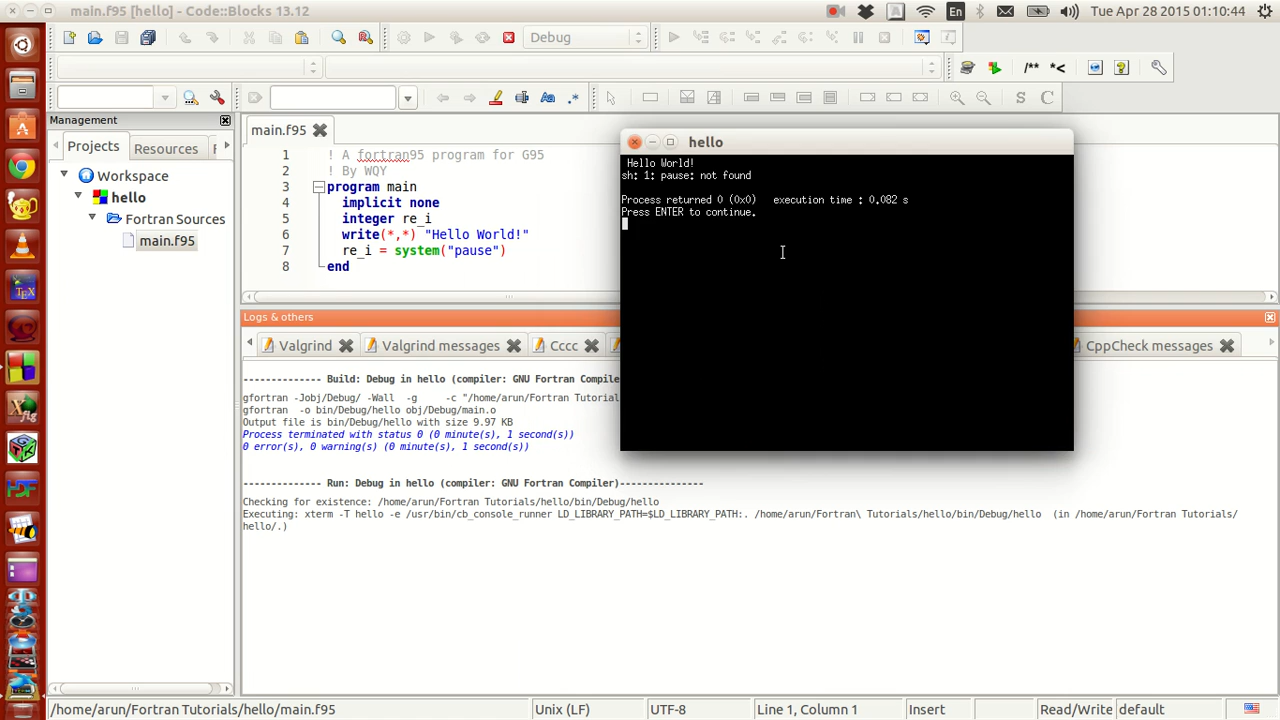 main.f95 [hello] - Code::Blocks 13.12
En
Tue Apr 28 2015 01:10:44
Debug
/** *<
S C
Management
Projects
Resources
Workspace
hello
Fortran Sources
main.f95
main.f95
1 ! A fortran95 program for G95
2 ! By WQY
3 program main
4 implicit none
5 integer re_i
6 write(*,*) "Hello World!"
7 re_i = system("pause")
8 end
hello
Hello World!
sh: 1: pause: not found
Process returned 0 (0x0) execution time : 0.082 s
Press ENTER to continue.
Logs & others
Valgrind
Valgrind messages
Cccc
CppCheck messages
-------------- Build: Debug in hello (compiler: GNU Fortran Compile
gfortran -Jobj/Debug/ -Wall -g -c "/home/arun/Fortran Tutorials
gfortran -o bin/Debug/hello obj/Debug/main.o
Output file is bin/Debug/hello with size 9.97 KB
Process terminated with status 0 (0 minute(s), 1 second(s))
0 error(s), 0 warning(s) (0 minute(s), 1 second(s))
-------------- Run: Debug in hello (compiler: GNU Fortran Compiler)---------------
Checking for existence: /home/arun/Fortran Tutorials/hello/bin/Debug/hello
Executing: xterm -T hello -e /usr/bin/cb_console_runner LD_LIBRARY_PATH=$LD_LIBRARY_PATH:. /home/arun/Fortran\ Tutorials/hello/bin/Debug/hello (in /home/arun/Fortran Tutorials/
hello/.)
/home/arun/Fortran Tutorials/hello/main.f95
Unix (LF)
UTF-8
Line 1, Column 1
Insert
Read/Write
default